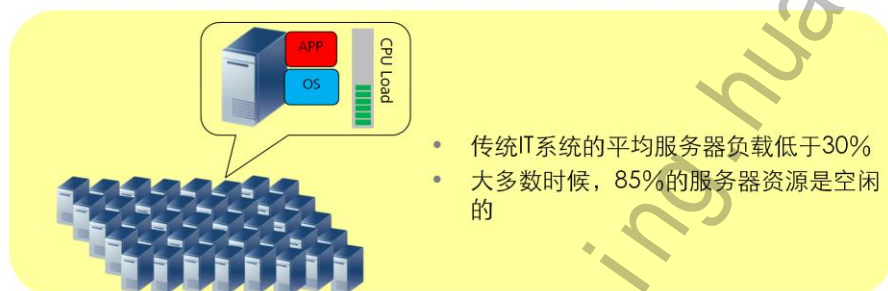 APP
OS
CPU Load
传统IT系统的平均服务器负载低于30%
大多数时候，85%的服务器资源是空闲
的
ing.hua